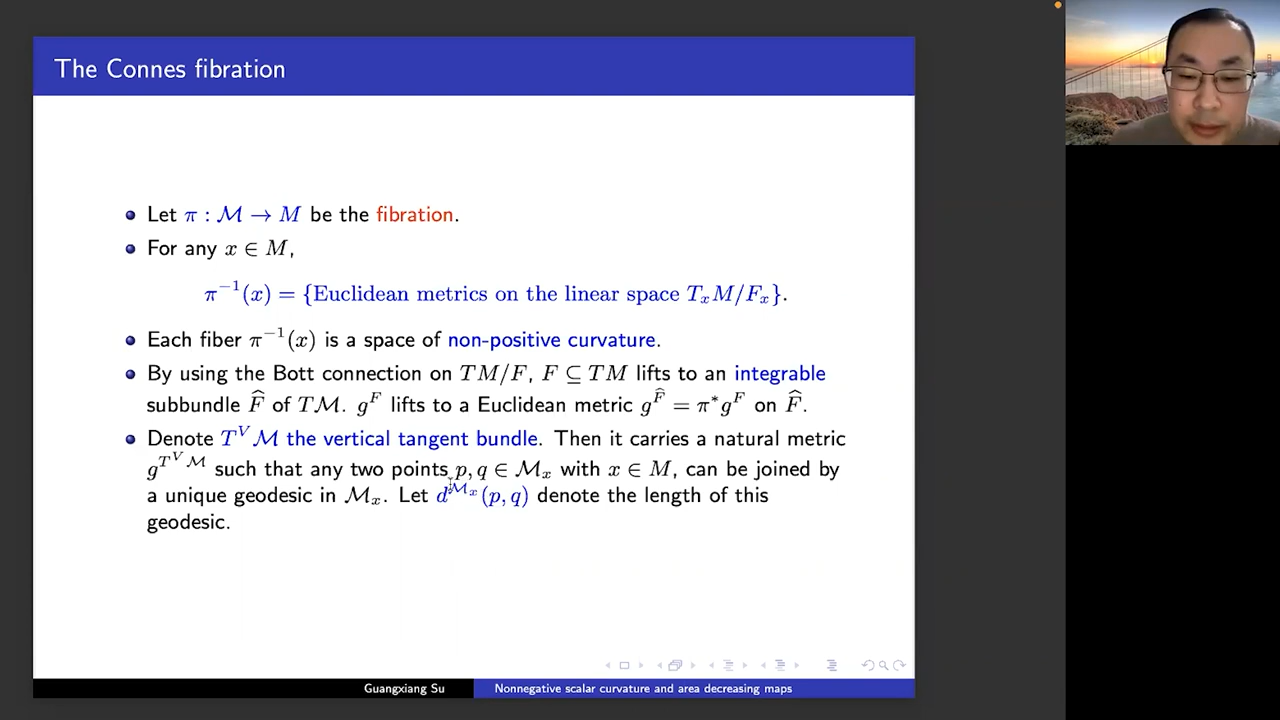 The Connes fibration
Let π : ℳ → M be the fibration.
For any x ∈ M,
π⁻¹(x) = {Euclidean metrics on the linear space TₓM/Fₓ}.
Each fiber π⁻¹(x) is a space of non-positive curvature.
By using the Bott connection on TM/F, F ⊆ TM lifts to an integrable
subbundle F̂ of Tℳ. g^F lifts to a Euclidean metric g^F̂ = π*g^F on F̂.
Denote T^Vℳ the vertical tangent bundle. Then it carries a natural metric
g^{T^Vℳ} such that any two points p, q ∈ ℳₓ with x ∈ M, can be joined by
a unique geodesic in ℳₓ. Let d^{ℳₓ}(p, q) denote the length of this
geodesic.
Guangxiang Su
Nonnegative scalar curvature and area decreasing maps